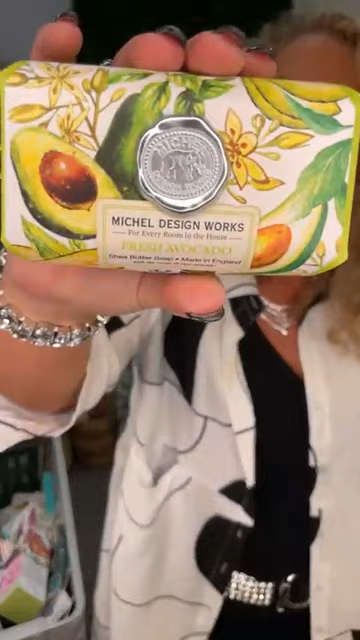 MICHEL DESIGN WORKS
For Every Room in the House
FRESH AVOCADO
Shea Butter Soap • Made in England